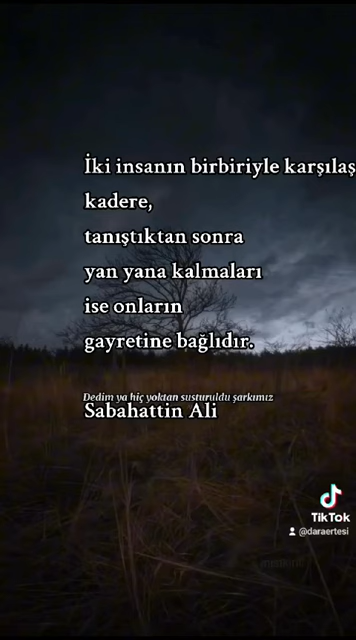 İki insanın birbiriyle karşılaş
kadere,
tanıştıktan sonra
yan yana kalmaları
ise onların
gayretine bağlıdır.
Dedim ya hiç yoktan susturuldu şarkımız
Sabahattin Ali
TikTok
@daraertesi